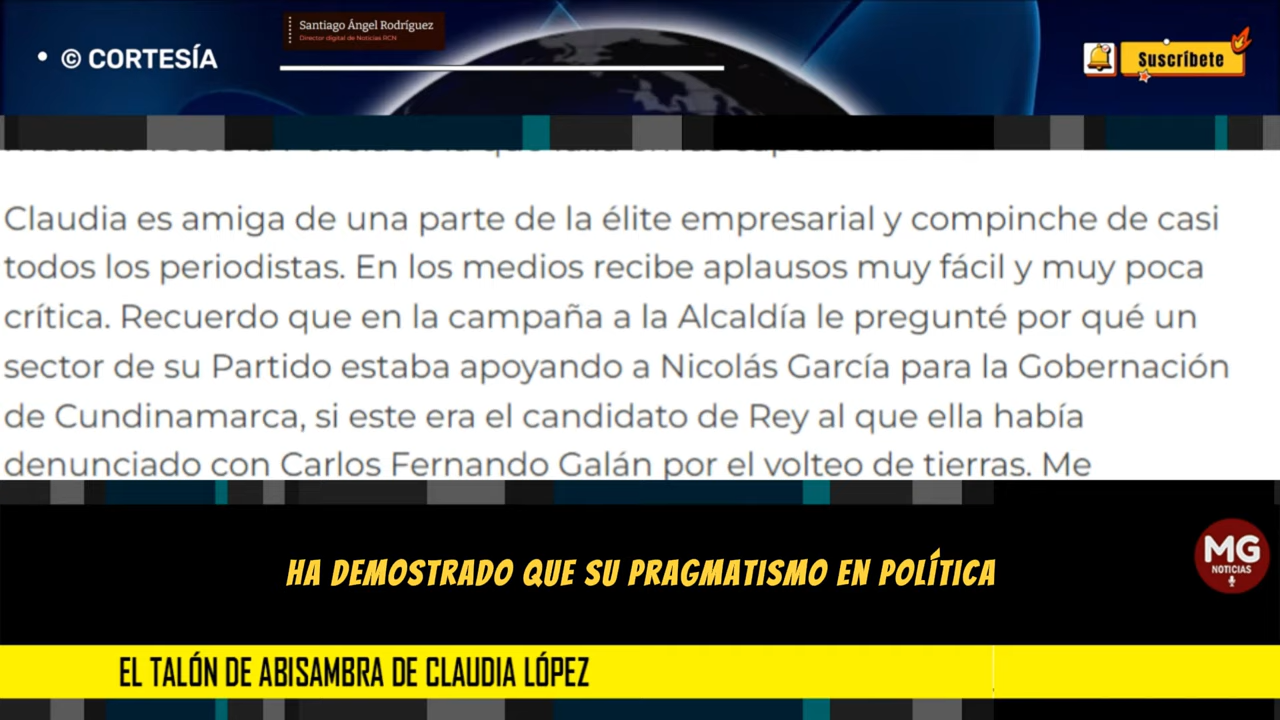 Santiago Ángel Rodríguez
Director digital de Noticias RCN
• © CORTESÍA
Suscríbete
Claudia es amiga de una parte de la élite empresarial y compinche de casi
todos los periodistas. En los medios recibe aplausos muy fácil y muy poca
crítica. Recuerdo que en la campaña a la Alcaldía le pregunté por qué un
sector de su Partido estaba apoyando a Nicolás García para la Gobernación
de Cundinamarca, si este era el candidato de Rey al que ella había
denunciado con Carlos Fernando Galán por el volteo de tierras. Me
HA DEMOSTRADO QUE SU PRAGMATISMO EN POLÍTICA
MG
NOTICIAS
EL TALÓN DE ABISAMBRA DE CLAUDIA LÓPEZ